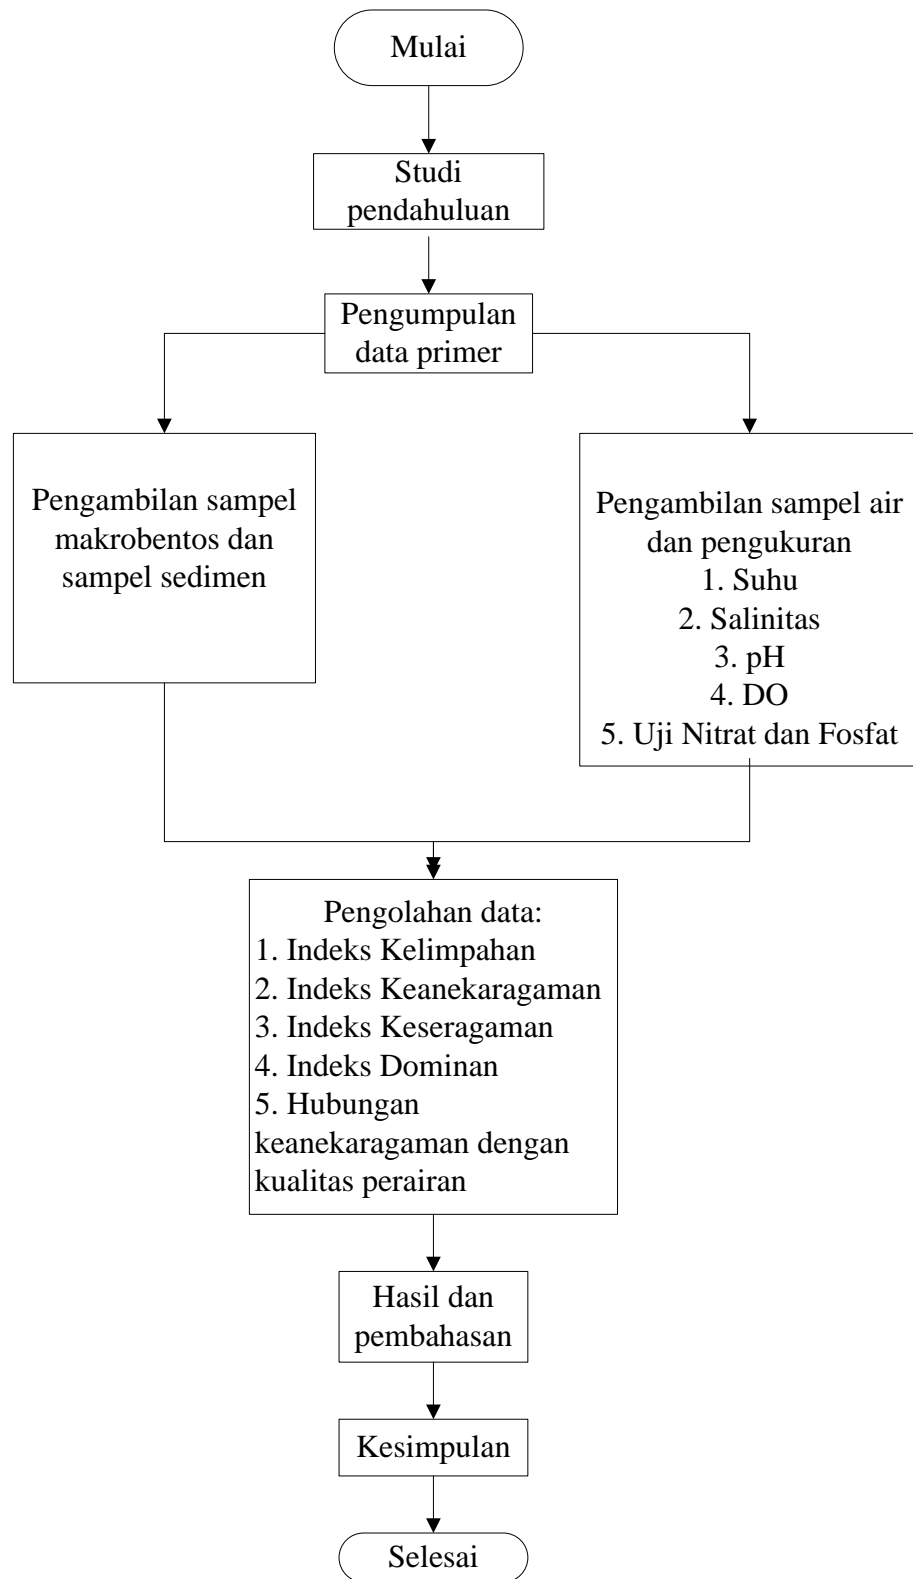 Mulai
Studi
pendahuluan
Pengumpulan
data primer
Pengambilan sampel
makrobentos dan
sampel sedimen
Pengambilan sampel air
dan pengukuran
1. Suhu
2. Salinitas
3. pH
4. DO
5. Uji Nitrat dan Fosfat
Pengolahan data:
1. Indeks Kelimpahan
2. Indeks Keanekaragaman
3. Indeks Keseragaman
4. Indeks Dominan
5. Hubungan
keanekaragaman dengan
kualitas perairan
Hasil dan
pembahasan
Kesimpulan
Selesai